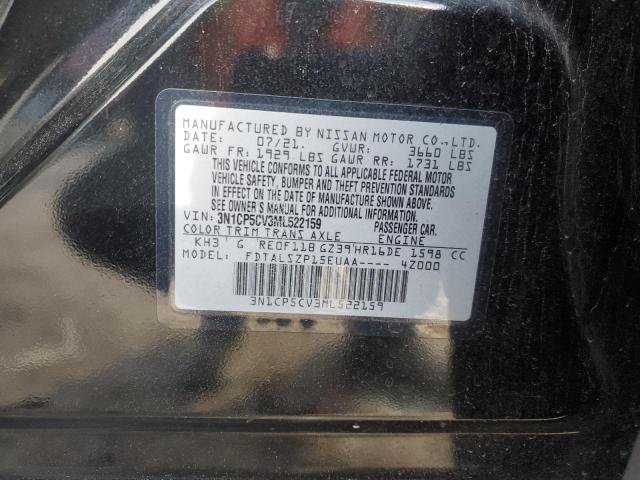 MANUFACTURED BY NISSAN MOTOR CO.,LTD.
DATE: 07/21. GVWR: 3660 LBS
GAWR FR: 1929 LBS GAWR RR: 1731 LBS
THIS VEHICLE CONFORMS TO ALL APPLICABLE FEDERAL MOTOR
VEHICLE SAFETY, BUMPER AND THEFT PREVENTION STANDARDS
IN EFFECT ON THE DATE OF MANUFACTURE SHOWN ABOVE.
SEE OWNER'S MANUAL FOR ADDITIONAL INFORMATION.
VIN: 3N1CP5CV3ML522159 PASSENGER CAR.
COLOR TRIM TRANS AXLE ENGINE
KH3 G RE0F11B GZ39 HR16DE 1598 CC
MODEL: FDTALSZP15EUAA---- 4Z000
3N1CP5CV3ML522159